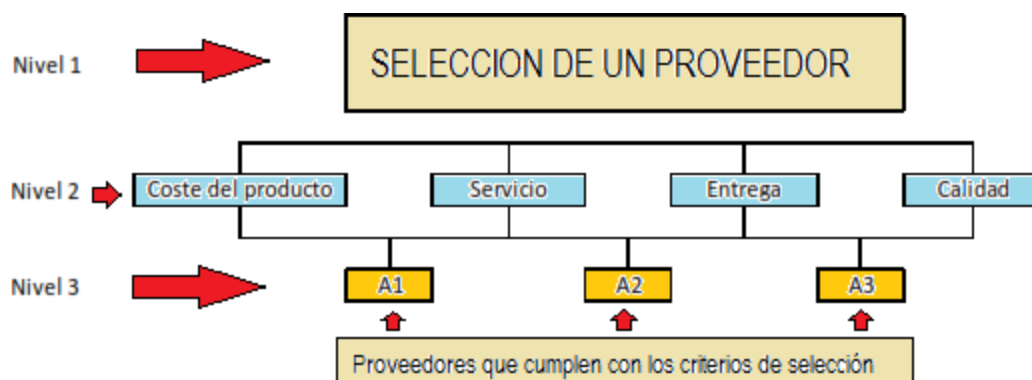 Nivel 1
SELECCION DE UN PROVEEDOR
Nivel 2
Coste del producto
Servicio
Entrega
Calidad
Nivel 3
A1
A2
A3
Proveedores que cumplen con los criterios de selección